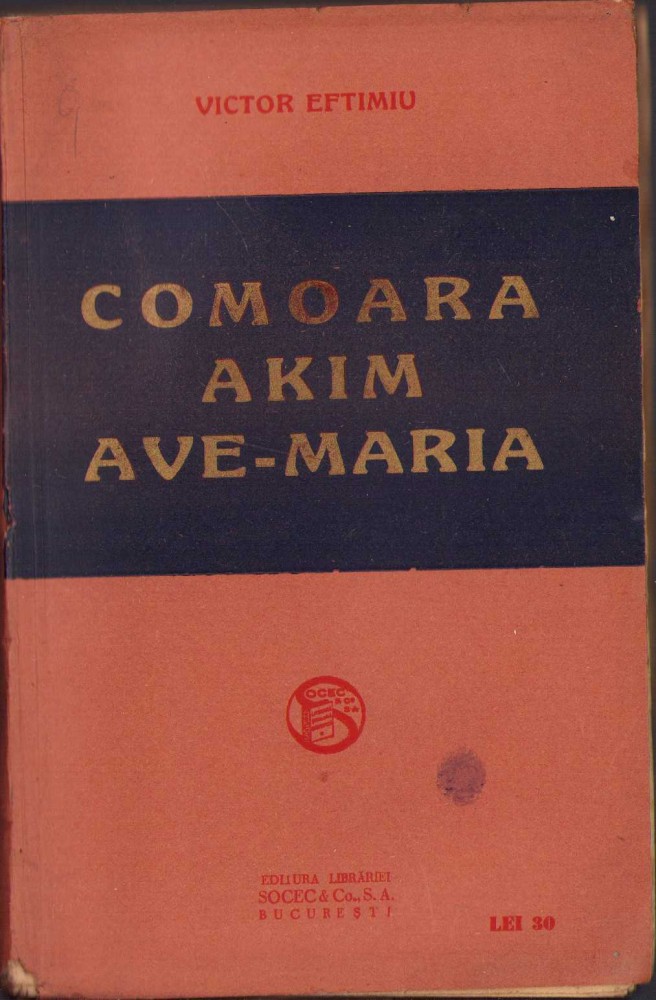 VICTOR EFTIMIU
COMOARA
AKIM
AVE-MARIA
SOCEC
& Co
S A
EDITURA LIBRĂRIEI
SOCEC & Co., S. A.
BUCUREȘTI
LEI 30